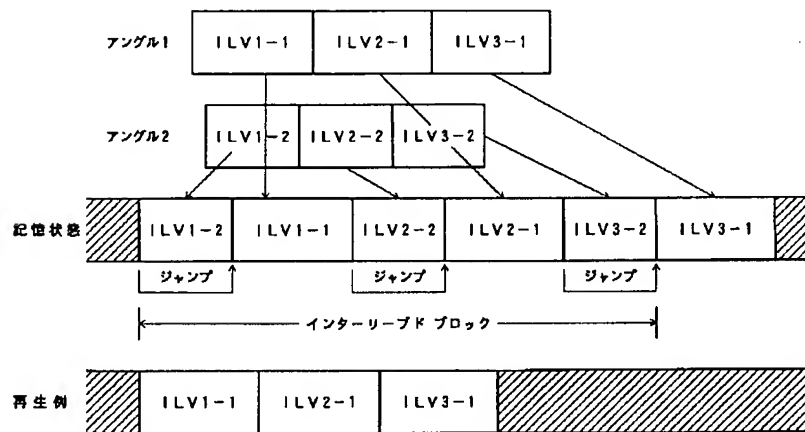 アングル1 ILV1-1 ILV2-1 ILV3-1
アングル2 ILV1-2 ILV2-2 ILV3-2
記憶状態 ILV1-2 ILV1-1 ILV2-2 ILV2-1 ILV3-2 ILV3-1
ジャンプ ジャンプ ジャンプ
インターリーブド ブロック
再生例 ILV1-1 ILV2-1 ILV3-1